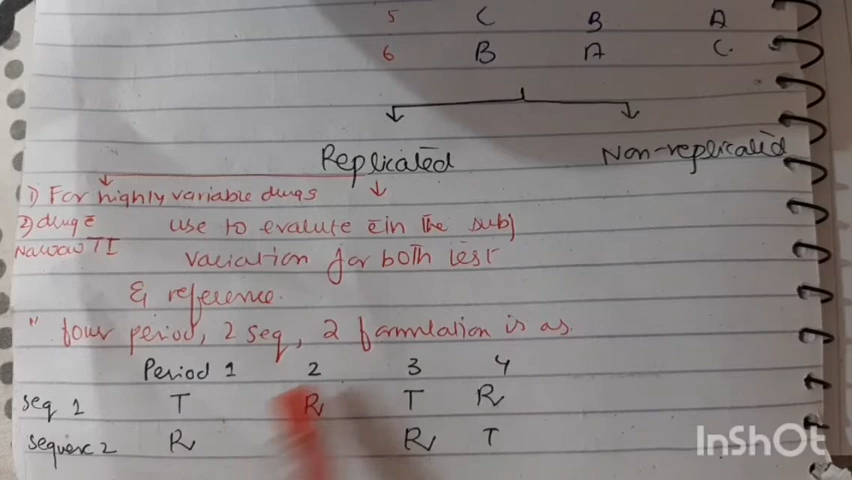 5 C B A
6 B A C.
Replicated Non-replicated
1) For highly variable drugs
2) drug c̄ use to evalute c̄in the subj
Narrow TI variation for both test
& reference.
" four period, 2 seq, 2 formulation is as.
Period 1 2 3 4
seq 1 T R T R
sequence 2 R R T
InShOt